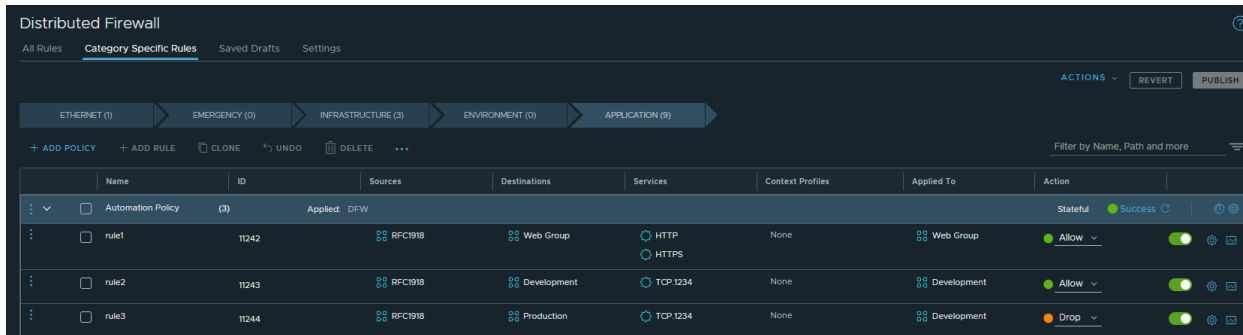 Distributed Firewall
All Rules Category Specific Rules Saved Drafts Settings
ACTIONS REVERT PUBLISH
ETHERNET (1) EMERGENCY (0) INFRASTRUCTURE (3) ENVIRONMENT (0) APPLICATION (9)
+ ADD POLICY + ADD RULE CLONE UNDO DELETE ... Filter by Name, Path and more
Name ID Sources Destinations Services Context Profiles Applied To Action
Automation Policy (3) Applied: DFW Stateful Success
rule1 11242 RFC1918 Web Group HTTP None Web Group Allow
HTTPS
rule2 11243 RFC1918 Development TCP.1234 None Development Allow
rule3 11244 RFC1918 Production TCP.1234 None Development Drop